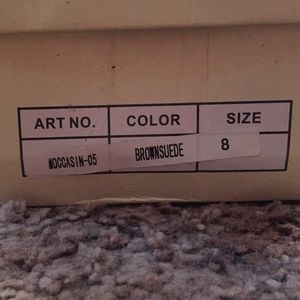 ART NO. COLOR SIZE
MOCCASIN-05 BROWNSUEDE 8